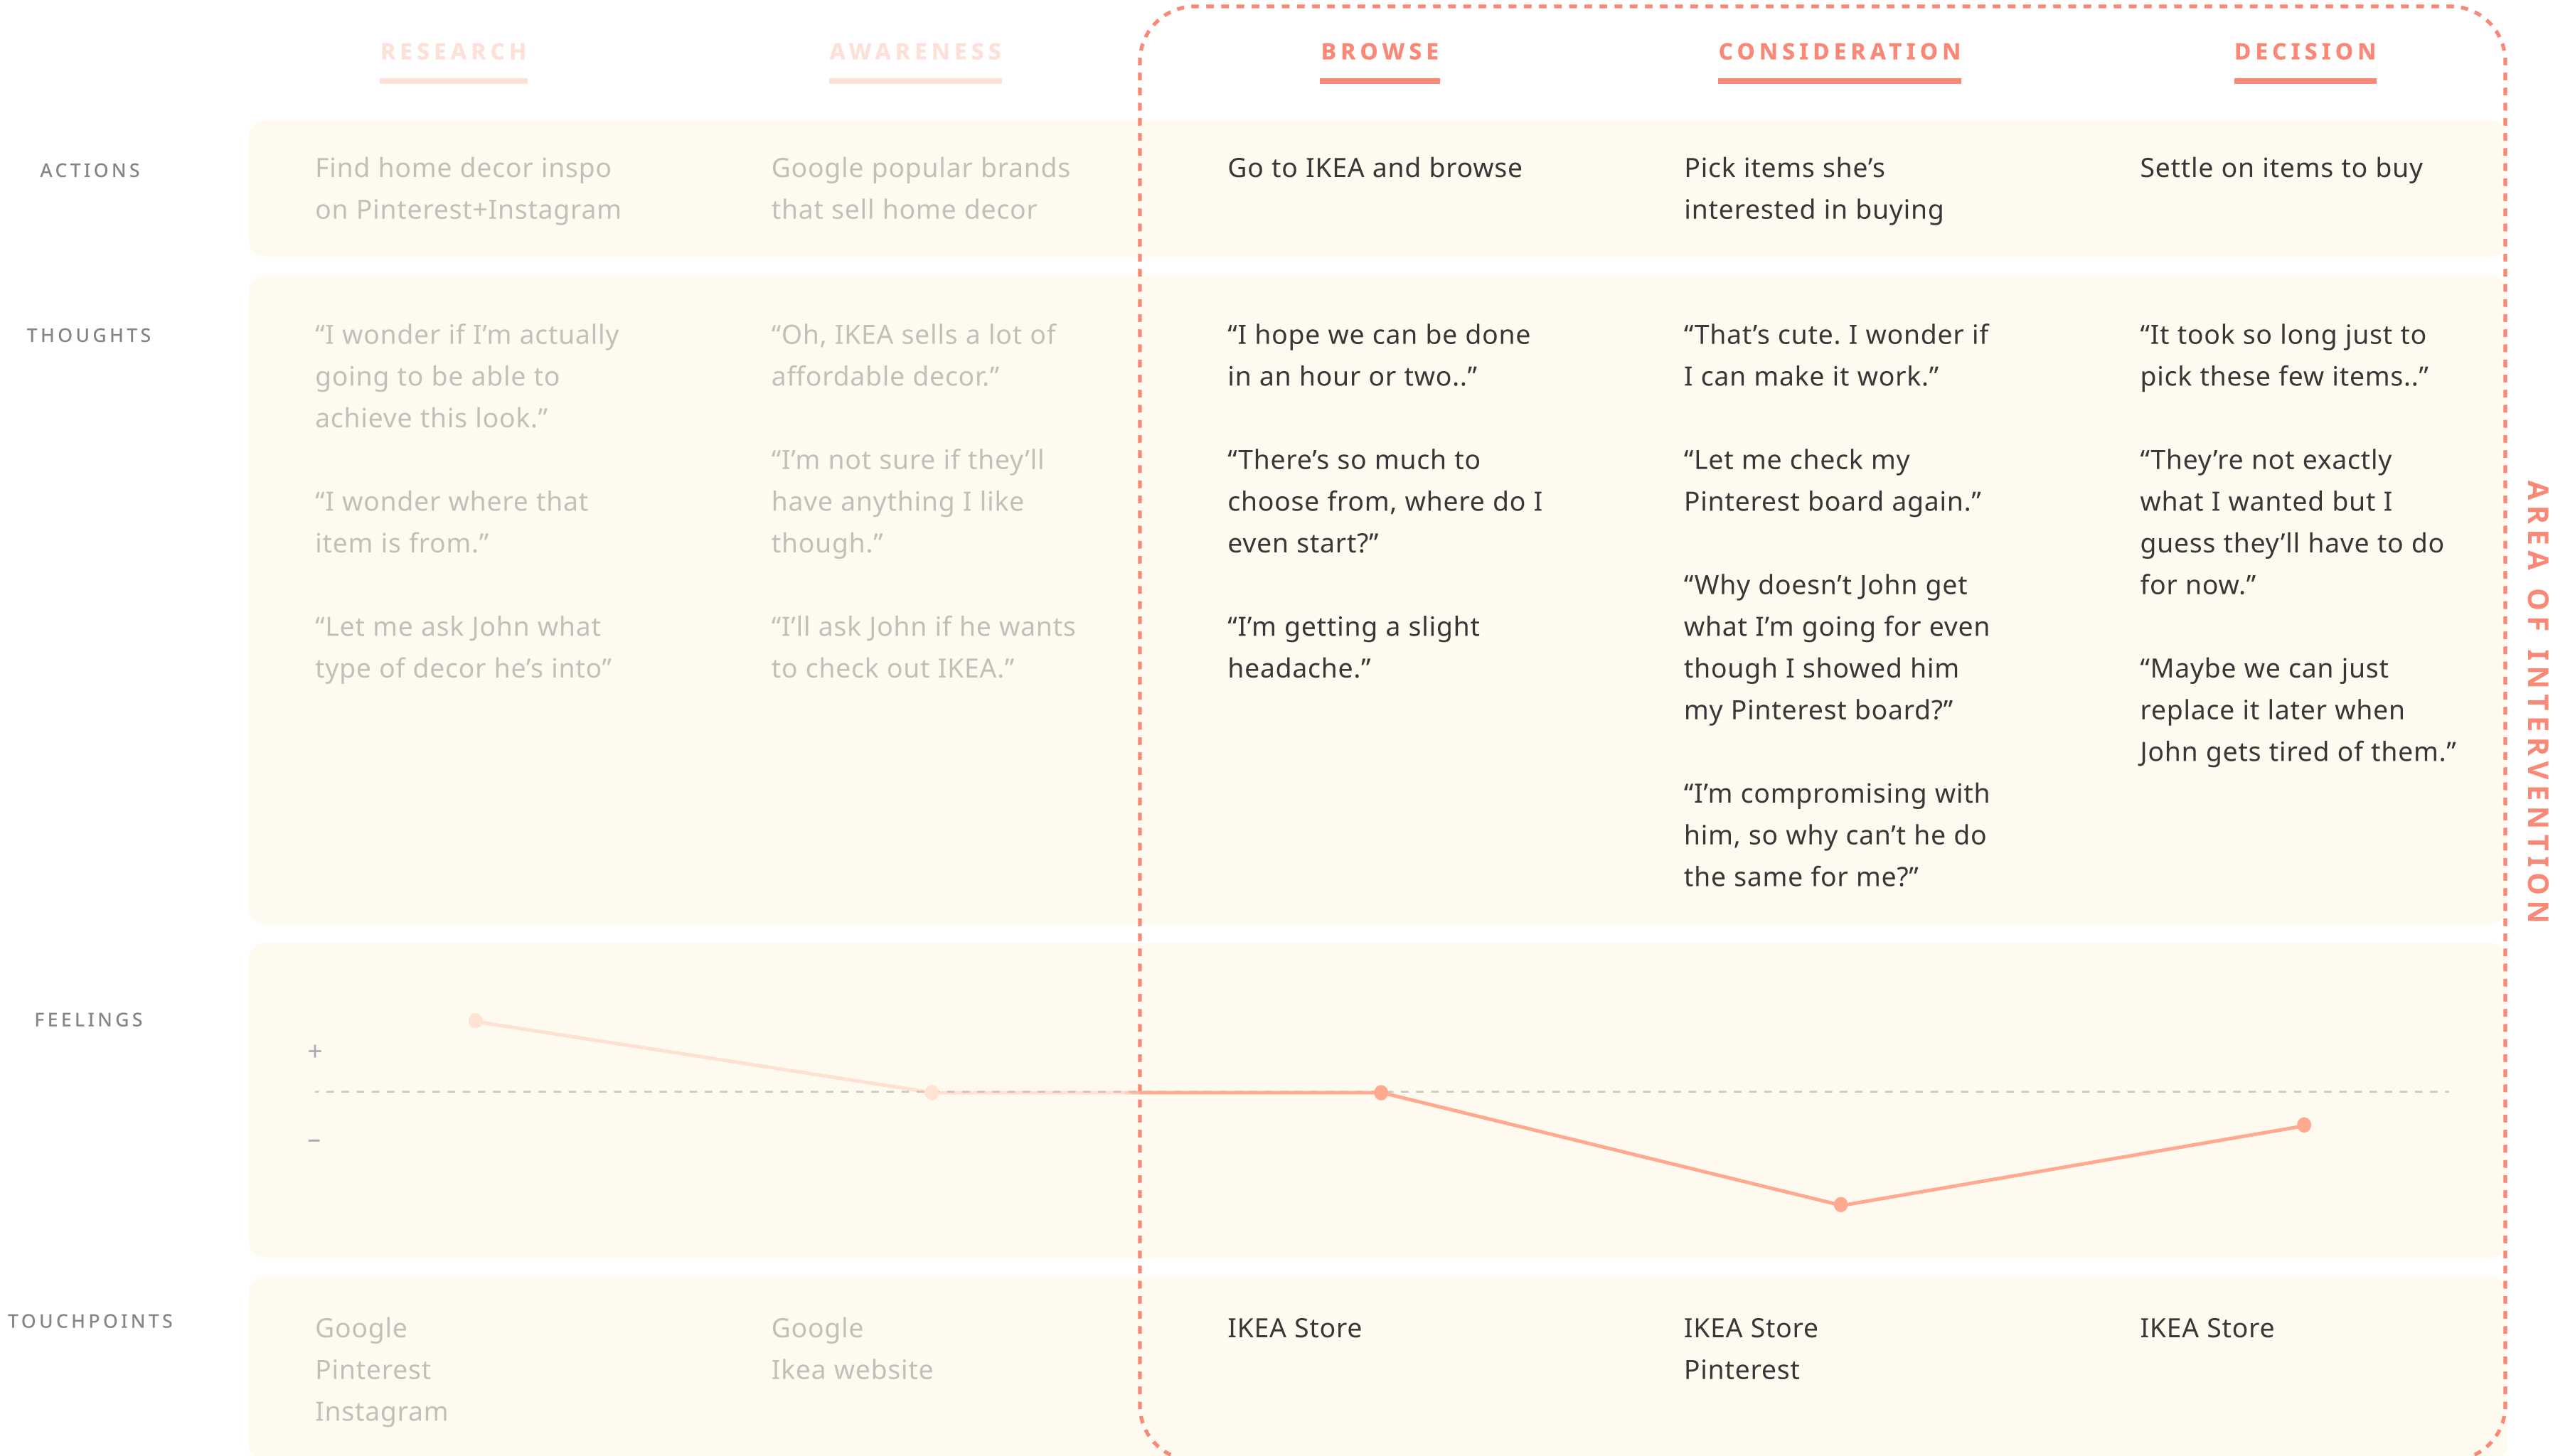 RESEARCH
AWARENESS
BROWSE
CONSIDERATION
DECISION
ACTIONS
Find home decor inspo
on Pinterest+Instagram
Google popular brands
that sell home decor
Go to IKEA and browse
Pick items she’s
interested in buying
Settle on items to buy
THOUGHTS
“I wonder if I’m actually
going to be able to
achieve this look.”
“I wonder where that
item is from.”
“Let me ask John what
type of decor he’s into”
“Oh, IKEA sells a lot of
affordable decor.”
“I’m not sure if they’ll
have anything I like
though.”
“I’ll ask John if he wants
to check out IKEA.”
“I hope we can be done
in an hour or two..”
“There’s so much to
choose from, where do I
even start?”
“I’m getting a slight
headache.”
“That’s cute. I wonder if
I can make it work.”
“Let me check my
Pinterest board again.”
“Why doesn’t John get
what I’m going for even
though I showed him
my Pinterest board?”
“I’m compromising with
him, so why can’t he do
the same for me?”
“It took so long just to
pick these few items..”
“They’re not exactly
what I wanted but I
guess they’ll have to do
for now.”
“Maybe we can just
replace it later when
John gets tired of them.”
AREA OF INTERVENTION
FEELINGS
+
–
TOUCHPOINTS
Google
Pinterest
Instagram
Google
Ikea website
IKEA Store
IKEA Store
Pinterest
IKEA Store